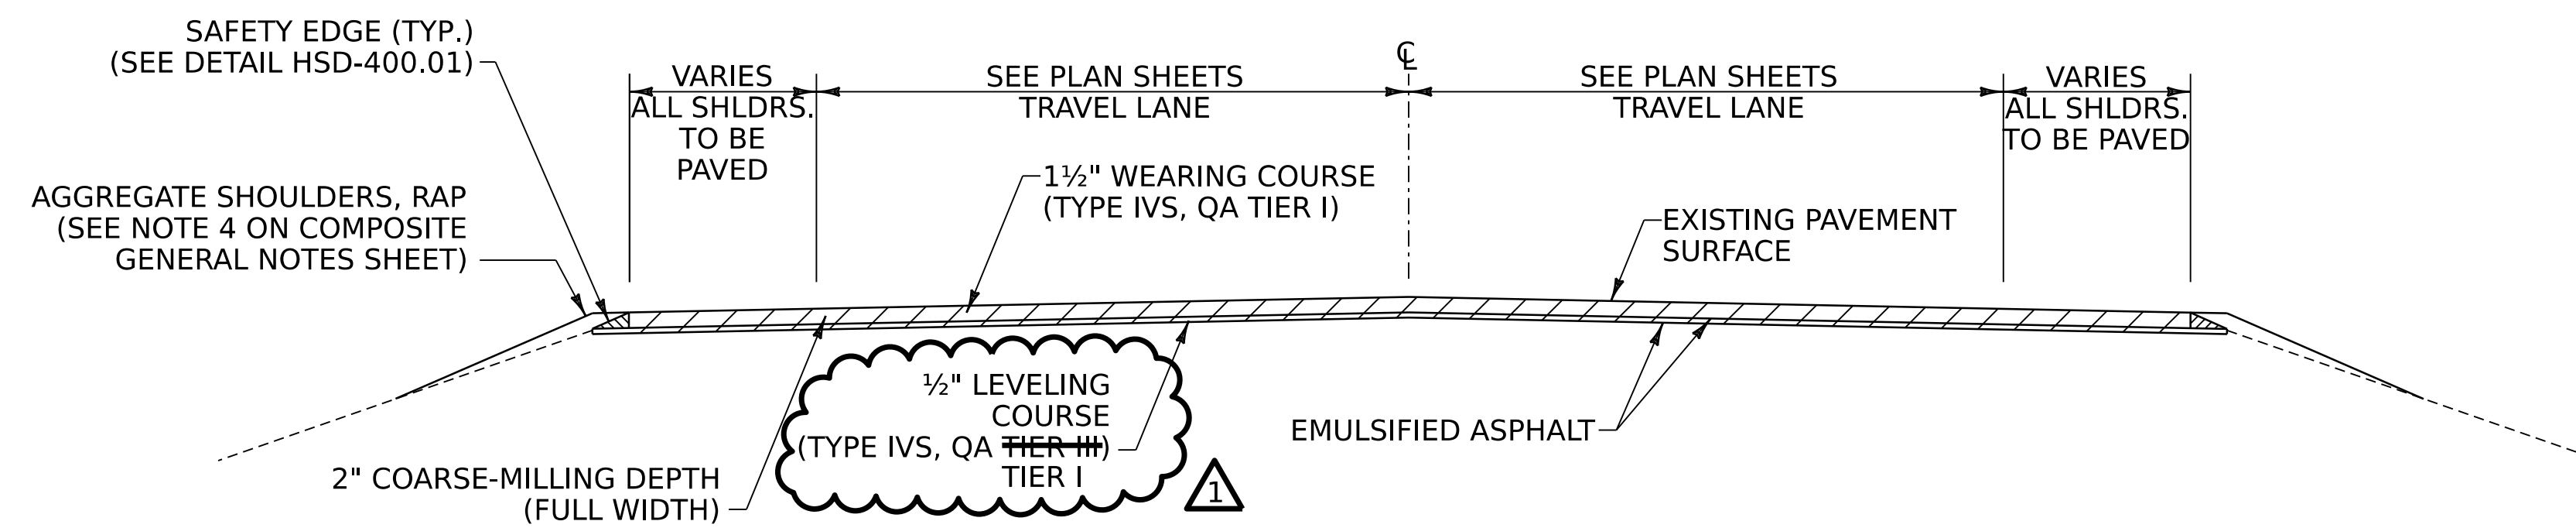 SAFETY EDGE (TYP.)
(SEE DETAIL HSD-400.01)
VARIES
ALL SHLDRS.
TO BE
PAVED
SEE PLAN SHEETS
TRAVEL LANE
℄
SEE PLAN SHEETS
TRAVEL LANE
VARIES
ALL SHLDRS.
TO BE PAVED
AGGREGATE SHOULDERS, RAP
(SEE NOTE 4 ON COMPOSITE
GENERAL NOTES SHEET)
1½" WEARING COURSE
(TYPE IVS, QA TIER I)
EXISTING PAVEMENT
SURFACE
½" LEVELING
COURSE
(TYPE IVS, QA TIER III)
TIER I
1
EMULSIFIED ASPHALT
2" COARSE-MILLING DEPTH
(FULL WIDTH)